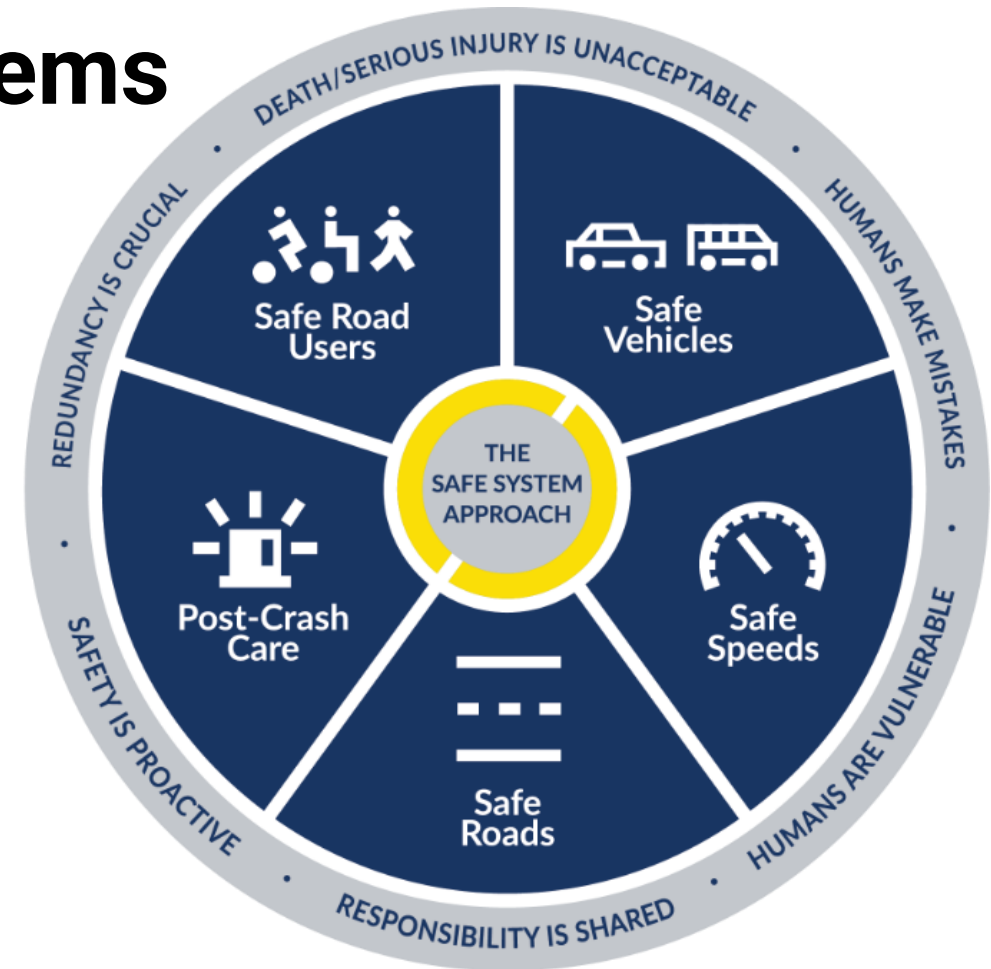 ems
DEATH/SERIOUS INJURY IS UNACCEPTABLE
HUMANS MAKE MISTAKES
HUMANS ARE VULNERABLE
RESPONSIBILITY IS SHARED
SAFETY IS PROACTIVE
REDUNDANCY IS CRUCIAL
Safe Road
Users
Safe
Vehicles
Safe
Speeds
Safe
Roads
Post-Crash
Care
THE
SAFE SYSTEM
APPROACH